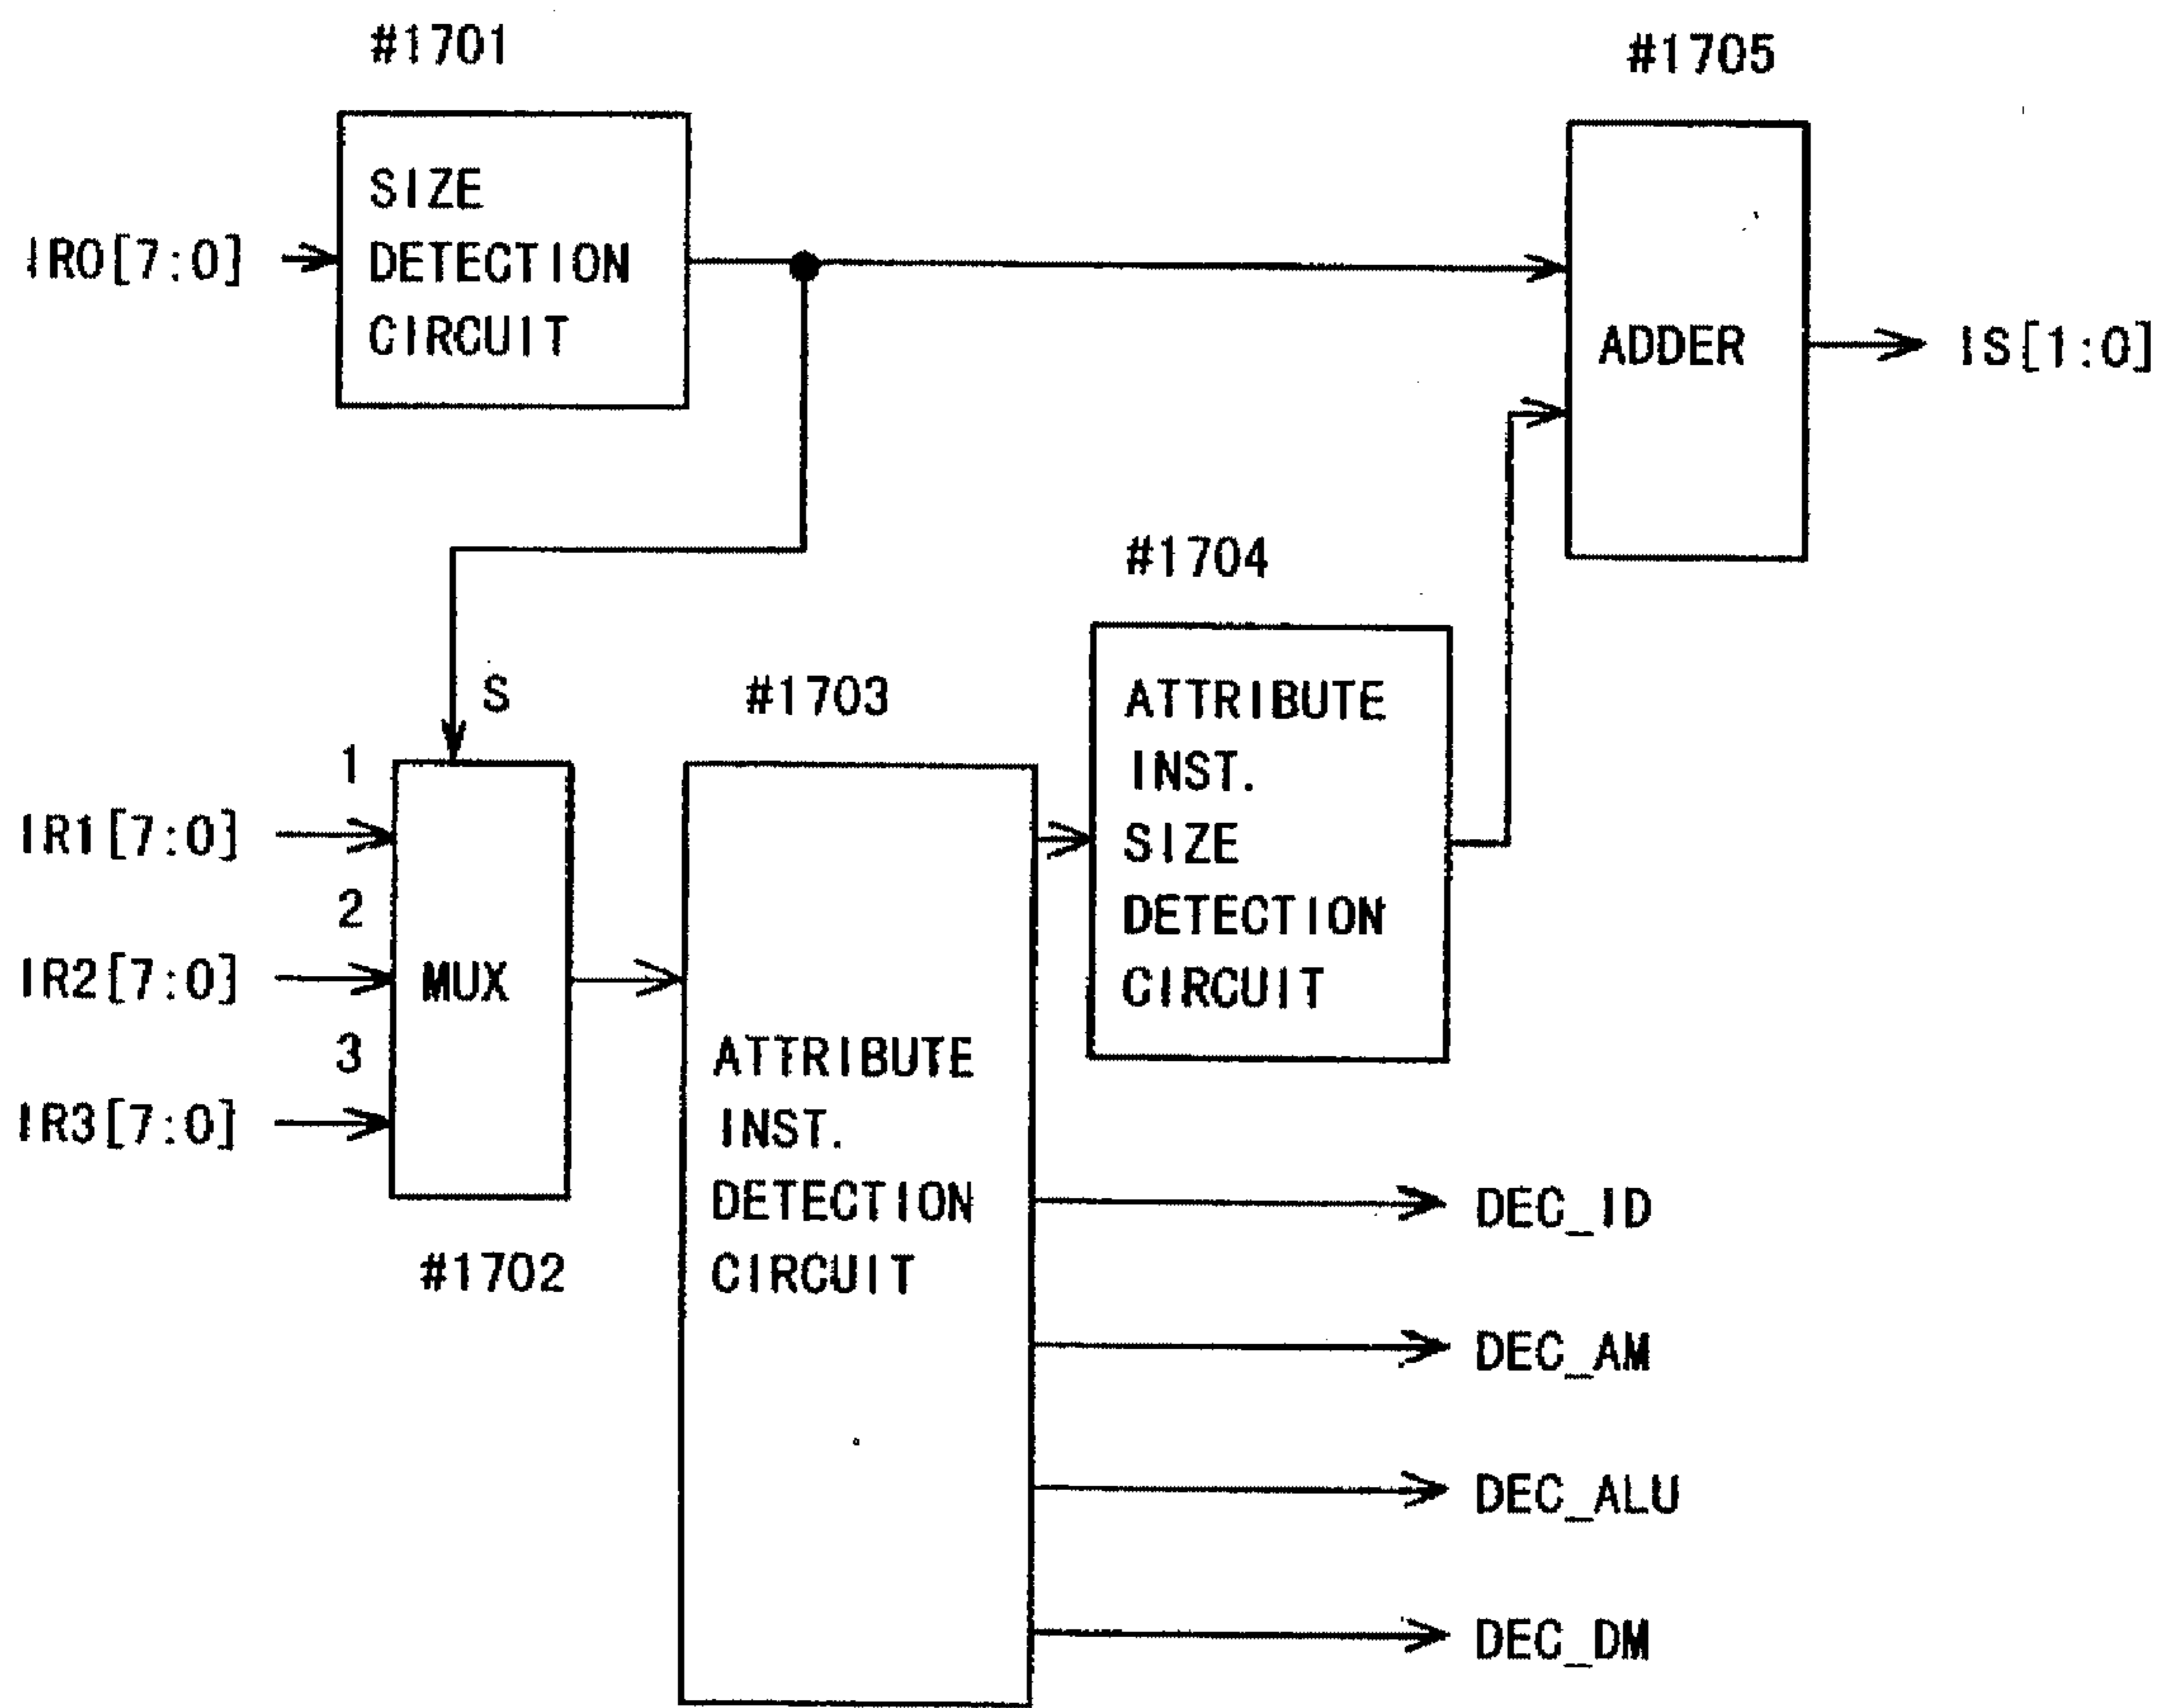 #1701
#1705
SIZE
DETECTION
CIRCUIT
IR0[7:0]
ADDER
IS[1:0]
#1704
S
#1703
ATTRIBUTE
INST.
SIZE
DETECTION
CIRCUIT
1
IR1[7:0]
2
IR2[7:0]
MUX
3
IR3[7:0]
#1702
ATTRIBUTE
INST.
DETECTION
CIRCUIT
DEC_ID
DEC_AM
DEC_ALU
DEC_DM